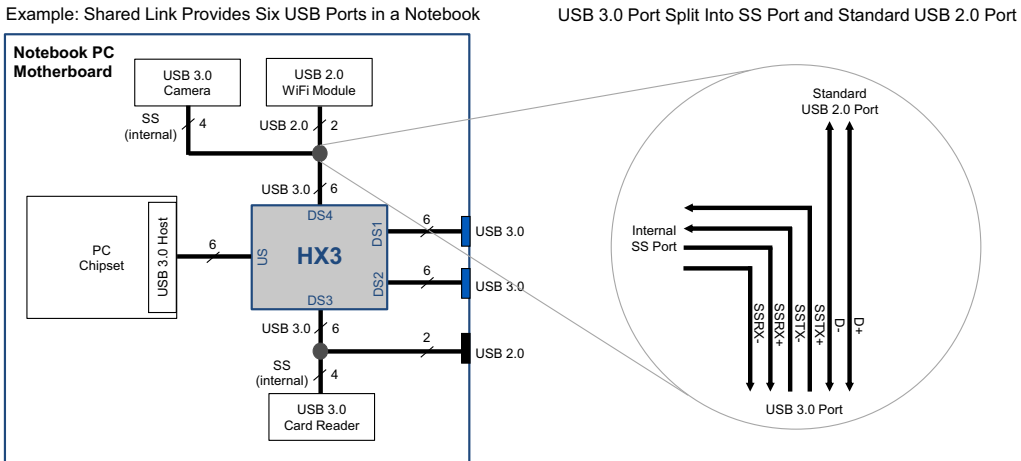 Example: Shared Link Provides Six USB Ports in a Notebook
USB 3.0 Port Split Into SS Port and Standard USB 2.0 Port
Notebook PC
Motherboard
USB 3.0
Camera
USB 2.0
WiFi Module
SS
(internal)
4
USB 2.0
2
USB 3.0
6
DS4
PC
Chipset
USB 3.0 Host
6
US
HX3
DS1
6
USB 3.0
DS2
6
USB 3.0
DS3
USB 3.0
6
2
USB 2.0
SS
(internal)
4
USB 3.0
Card Reader
Standard
USB 2.0 Port
Internal
SS Port
SSRX-
SSRX+
SSTX-
SSTX+
D-
D+
USB 3.0 Port